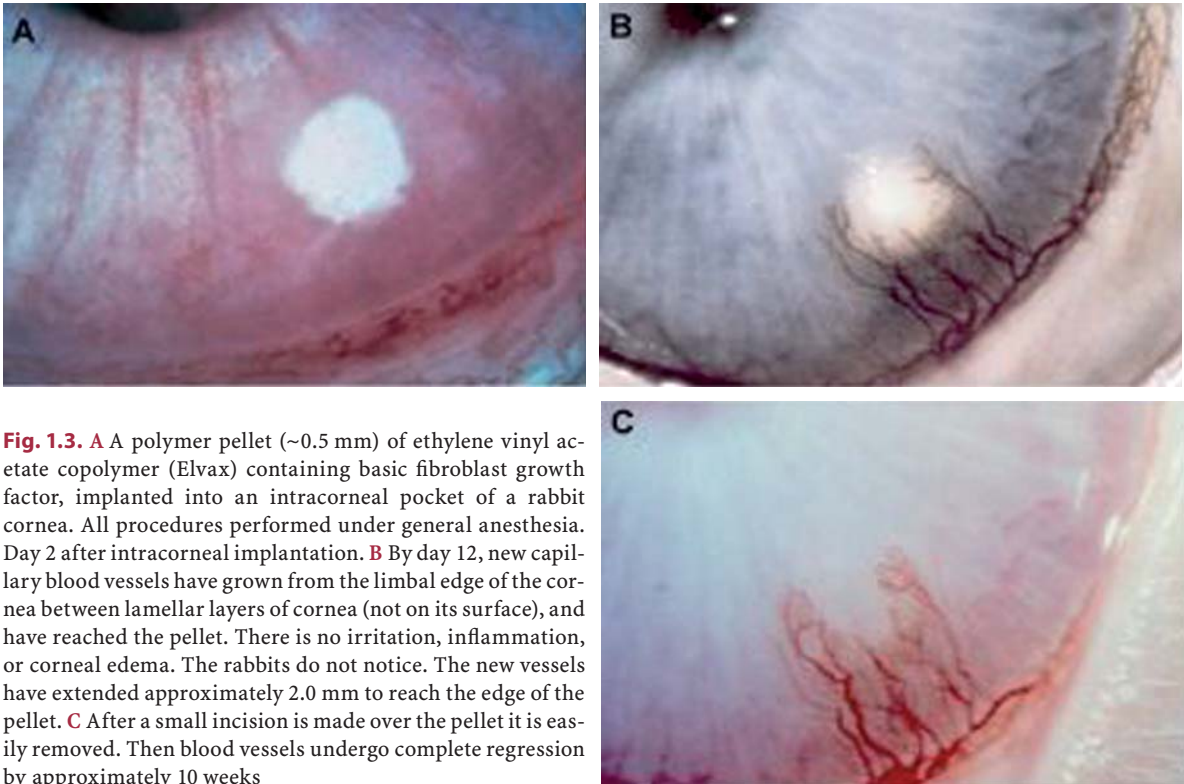 A
B
C
Fig. 1.3. A A polymer pellet (~0.5 mm) of ethylene vinyl ac-
etate copolymer (Elvax) containing basic fibroblast growth
factor, implanted into an intracorneal pocket of a rabbit
cornea. All procedures performed under general anesthesia.
Day 2 after intracorneal implantation. B By day 12, new capil-
lary blood vessels have grown from the limbal edge of the cor-
nea between lamellar layers of cornea (not on its surface), and
have reached the pellet. There is no irritation, inflammation,
or corneal edema. The rabbits do not notice. The new vessels
have extended approximately 2.0 mm to reach the edge of the
pellet. C After a small incision is made over the pellet it is eas-
ily removed. Then blood vessels undergo complete regression
by approximately 10 weeks